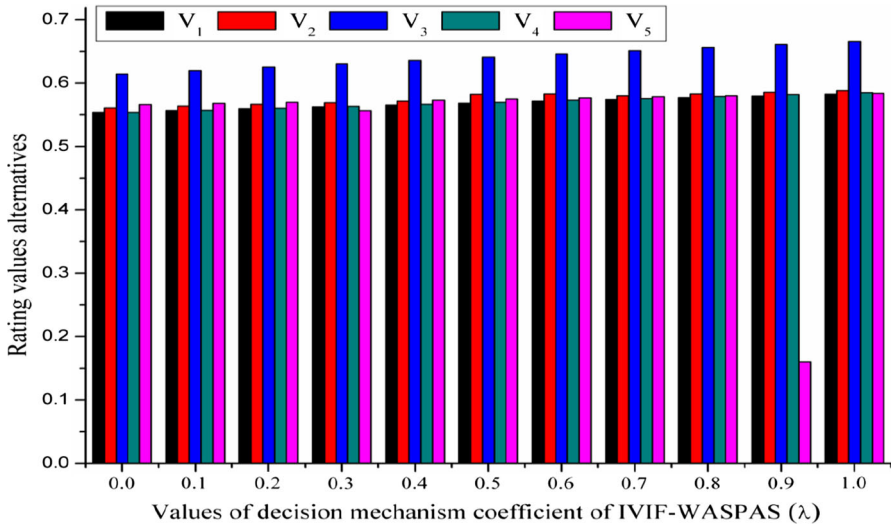 V1 V2 V3 V4 V5
Rating values alternatives
0.7
0.6
0.5
0.4
0.3
0.2
0.1
0.0
0.0 0.1 0.2 0.3 0.4 0.5 0.6 0.7 0.8 0.9 1.0
Values of decision mechanism coefficient of IVIF-WASPAS (λ)